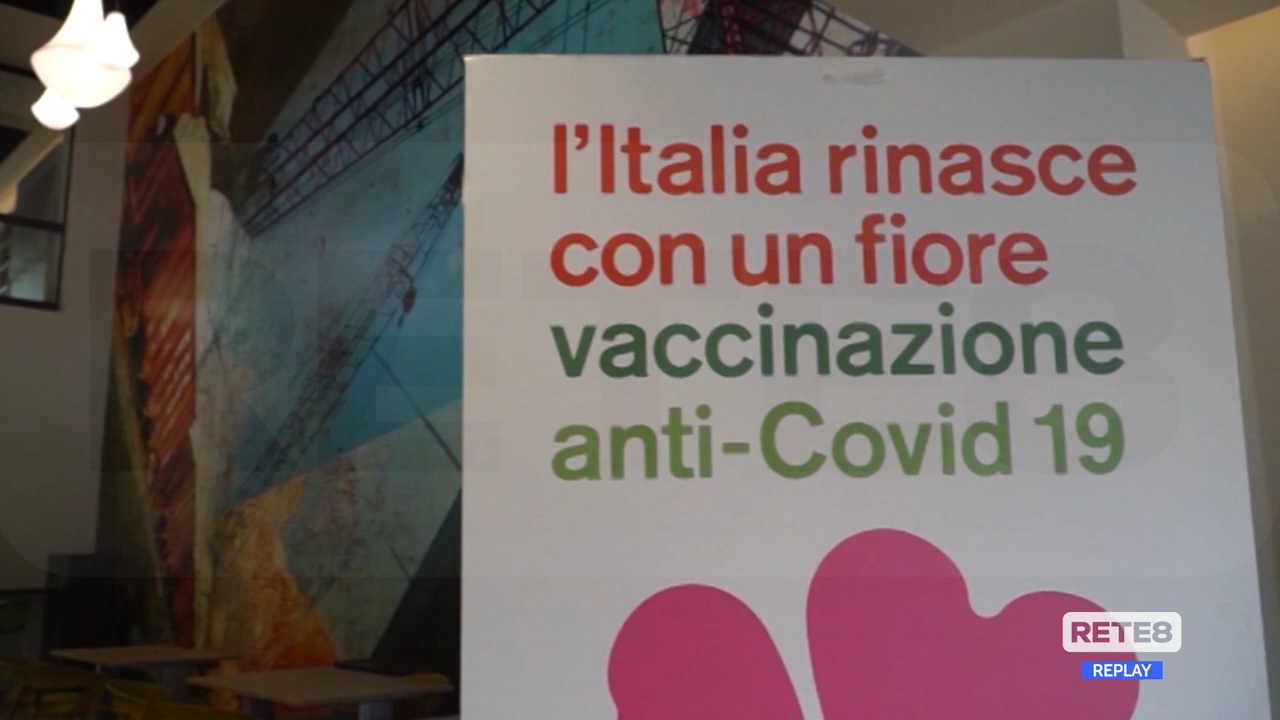 l'Italia rinasce
con un fiore
vaccinazione
anti-Covid 19
RETE8
REPLAY